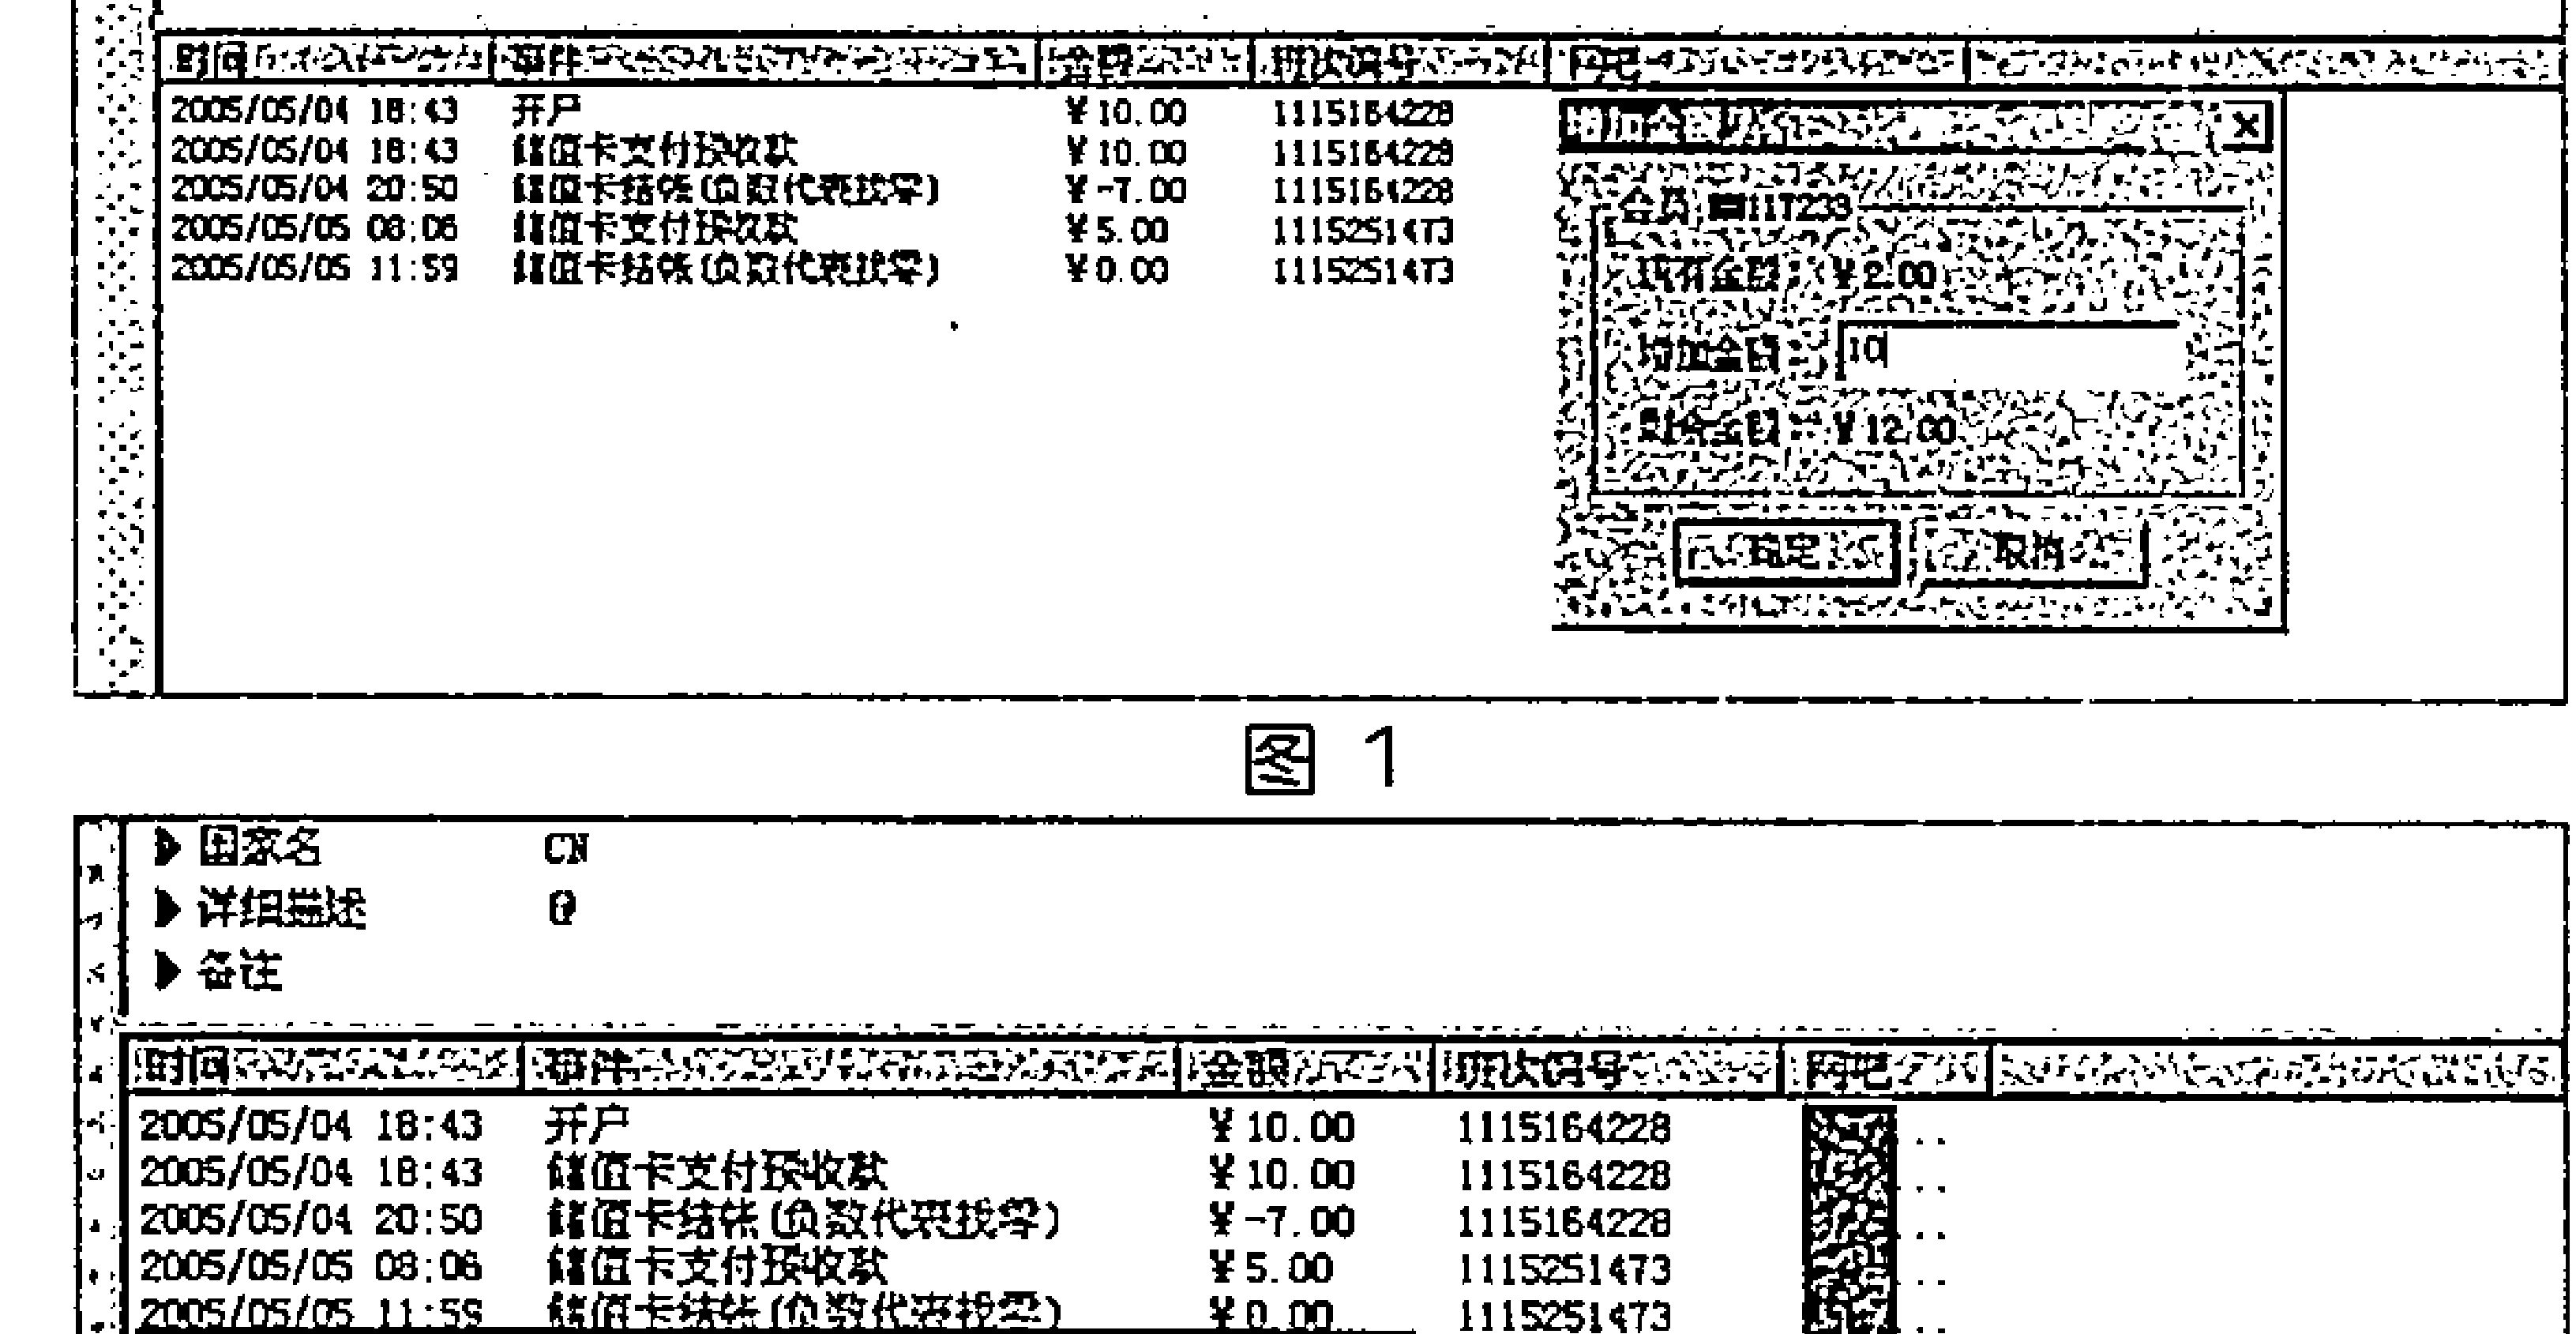 时间 事件 金额 班次编号 网吧
2005/05/04 18:43 开户 ¥10.00 1115164228
2005/05/04 18:43 储值卡支付预收款 ¥10.00 1115164228
2005/05/04 20:50 储值卡结帐(负数代表找零) ¥-7.00 1115164228
2005/05/05 08:06 储值卡支付预收款 ¥5.00 1115251473
2005/05/05 11:59 储值卡结帐(负数代表找零) ¥0.00 1115251473
增加金额
会员 117233
现有金额 ¥2.00
增加金额 10
剩余金额 ¥12.00
确定 取消
图 1
国家名 CN
详细描述 @
备注
时间 事件 金额 班次编号 网吧
2005/05/04 18:43 开户 ¥10.00 1115164228 ..
2005/05/04 18:43 储值卡支付预收款 ¥10.00 1115164228 ...
2005/05/04 20:50 储值卡结帐(负数代表找零) ¥-7.00 1115164228 ...
2005/05/05 08:06 储值卡支付预收款 ¥5.00 1115251473 ...
2005/05/05 11:59 储值卡结帐(负数代表找零) ¥0.00 1115251473 ...